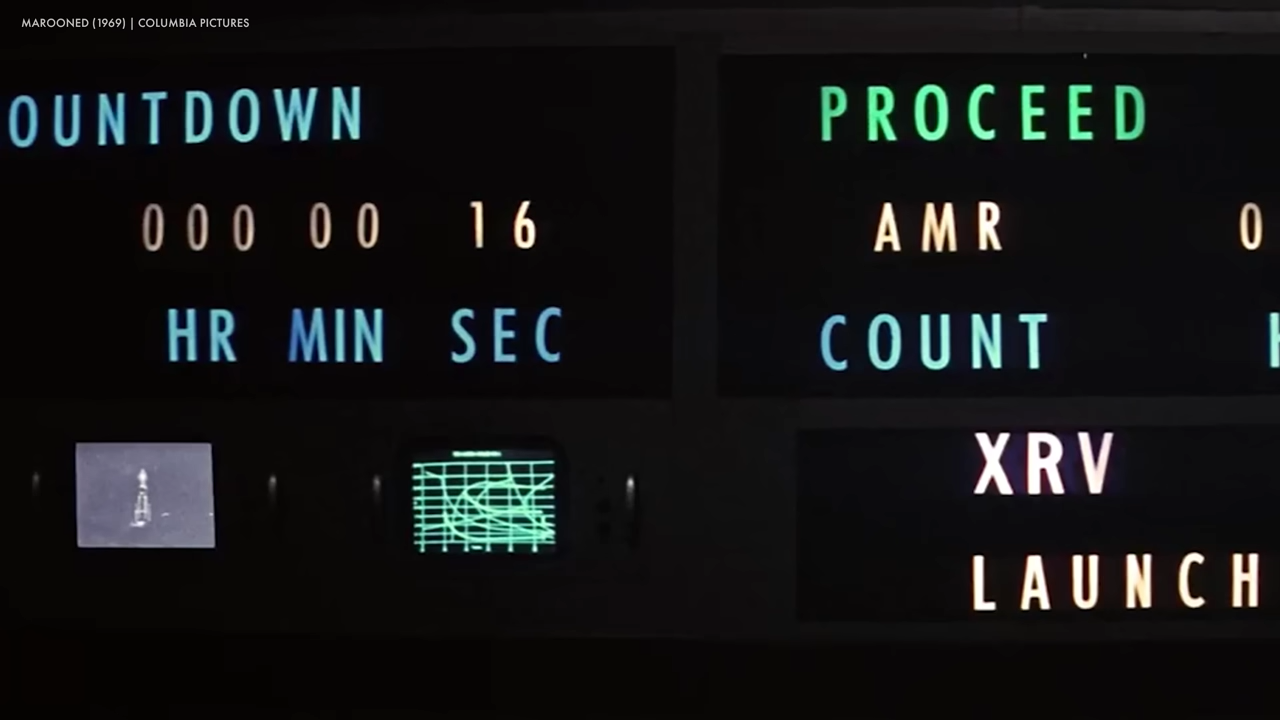 MAROONED (1969) | COLUMBIA PICTURES
OUNTDOWN
000 00 16
HR MIN SEC
PROCEED
AMR 0
COUNT
XRV
LAUNCH